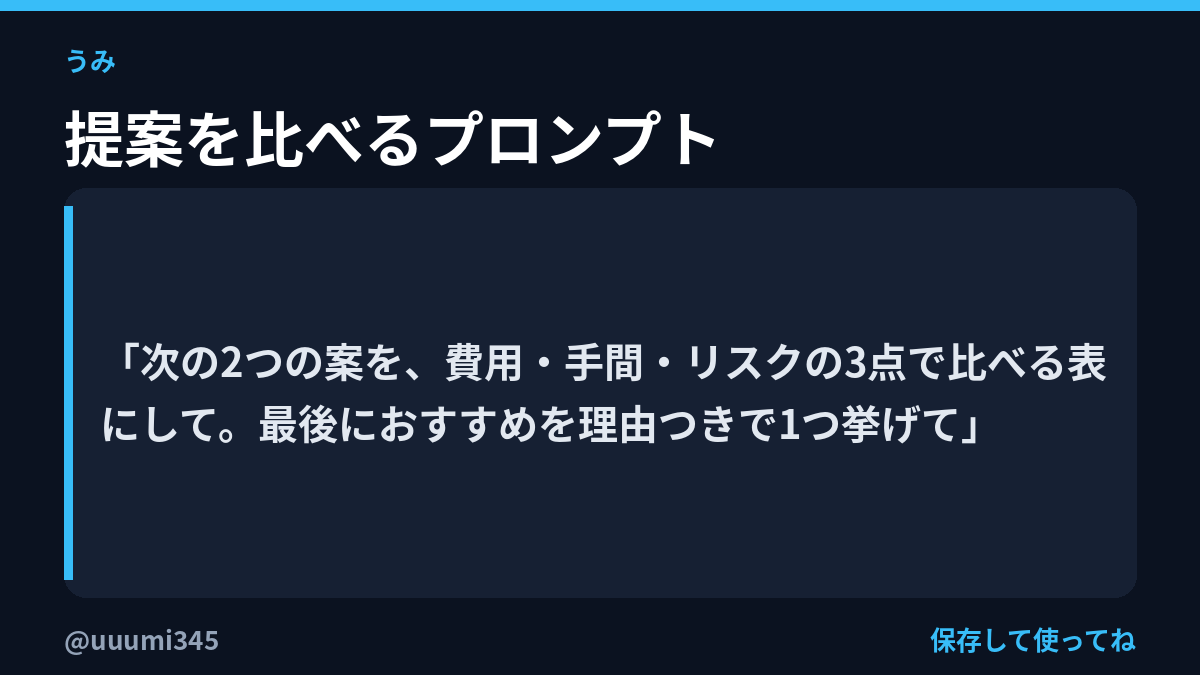 うみ
提案を比べるプロンプト
「次の2つの案を、費用・手間・リスクの3点で比べる表
にして。最後におすすめを理由つきで1つ挙げて」
@uuumi345
保存して使ってね